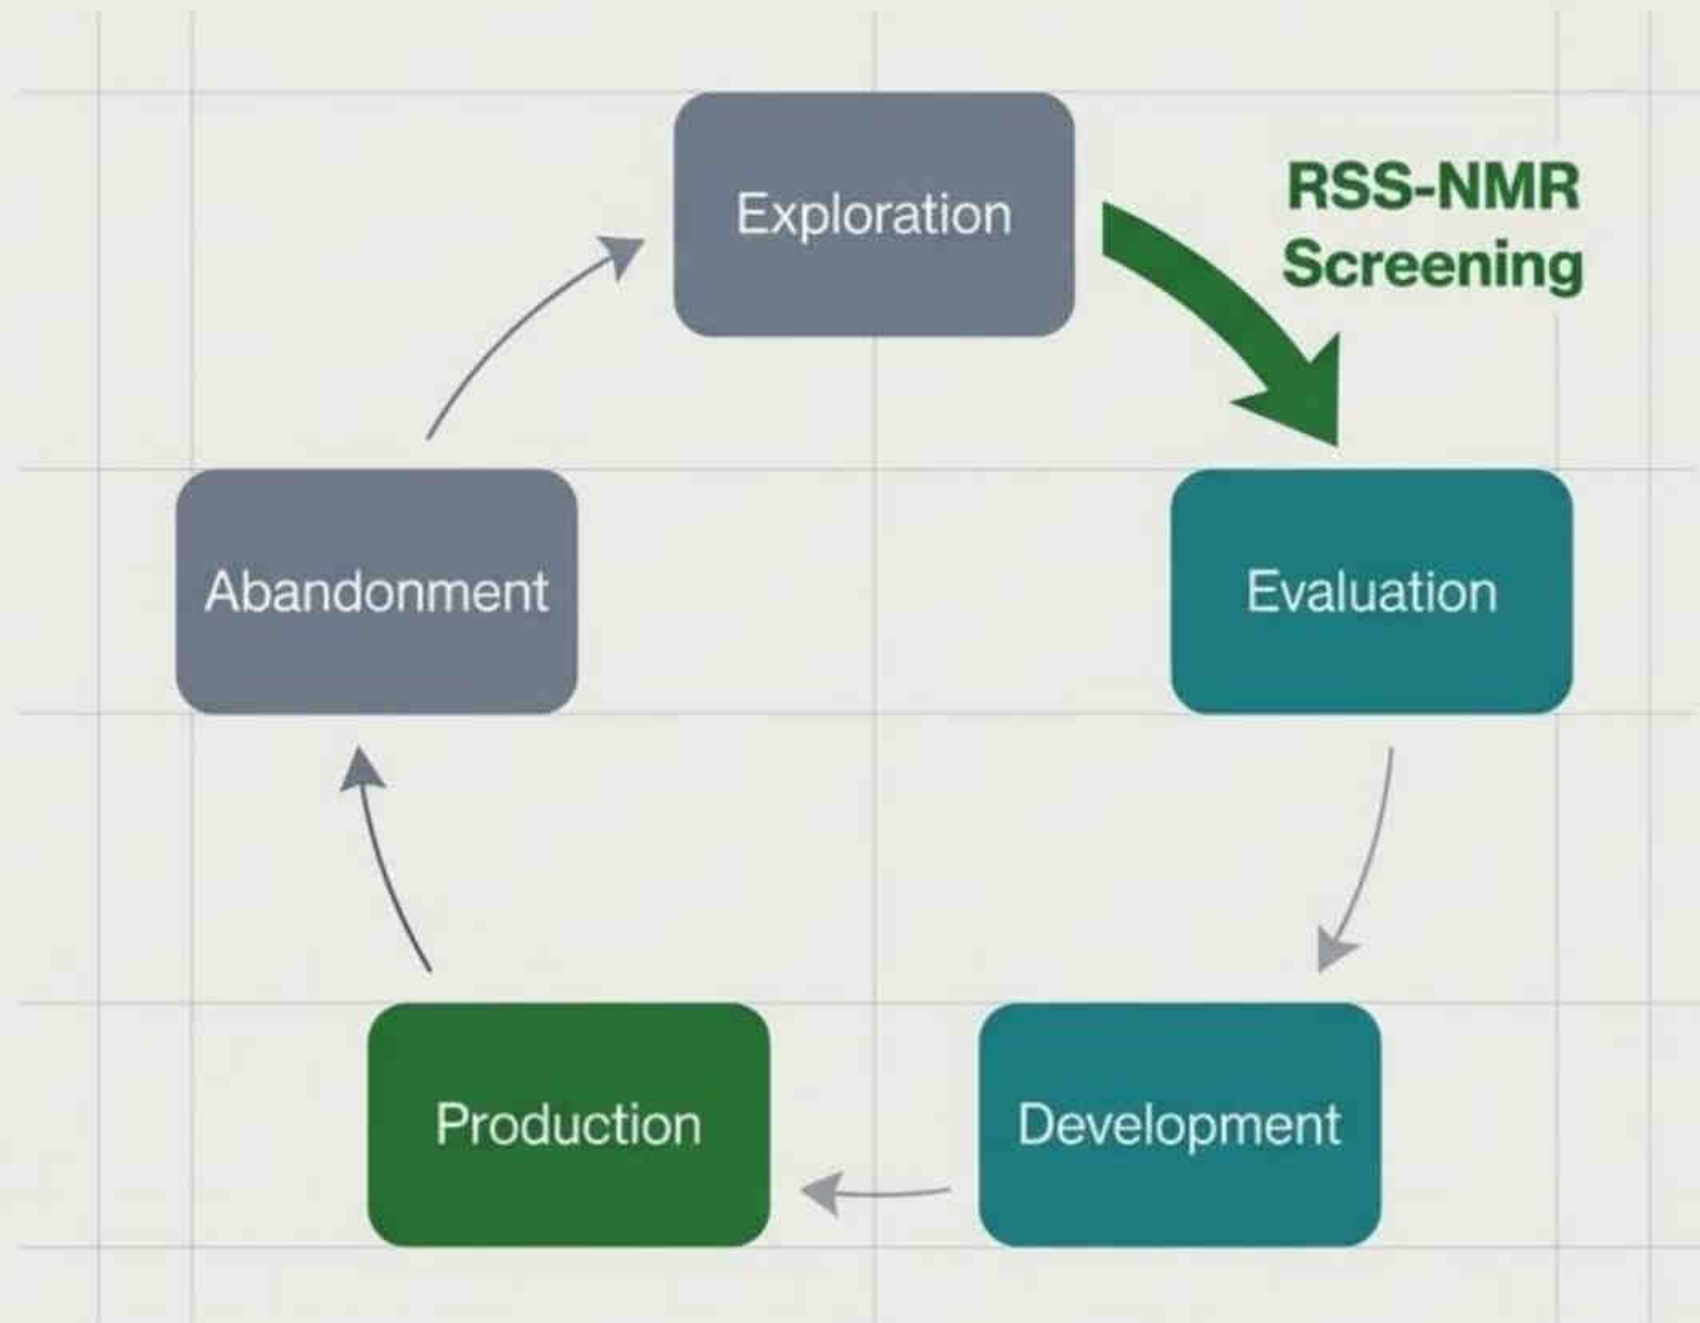 Exploration
RSS-NMR
Screening
Abandonment
Evaluation
Production
Development